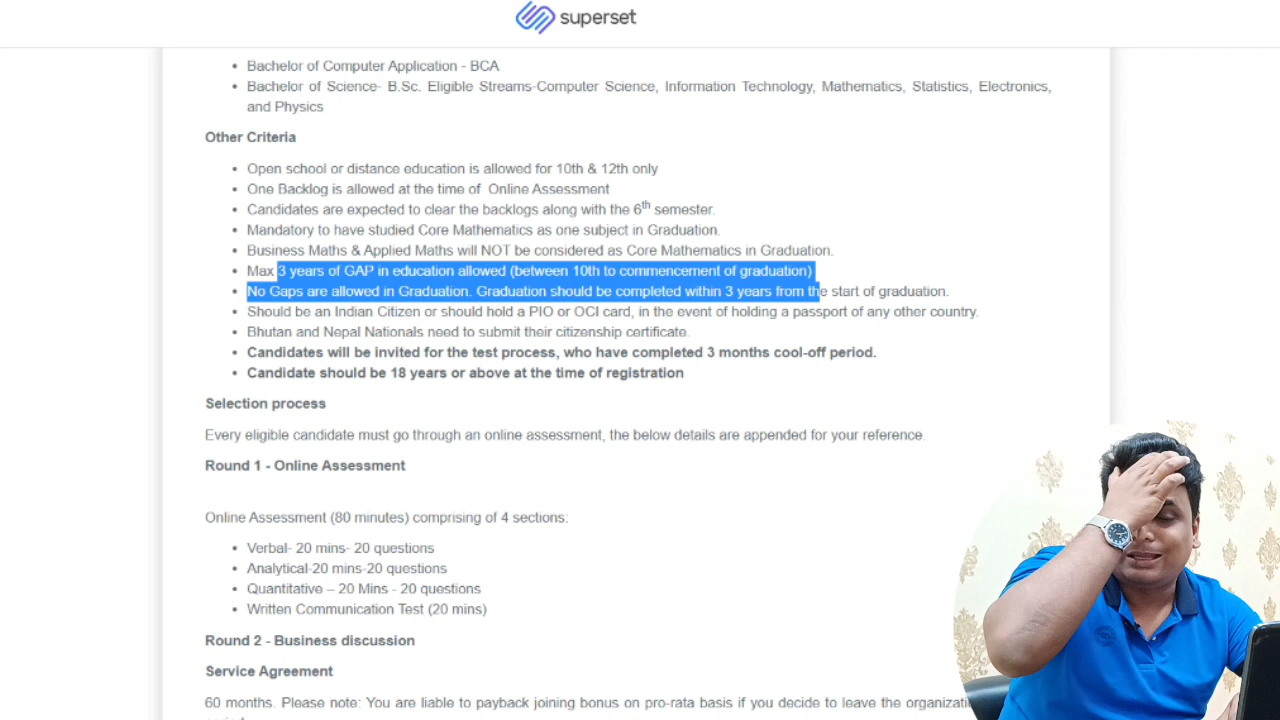 superset
Bachelor of Computer Application - BCA
Bachelor of Science- B.Sc. Eligible Streams-Computer Science, Information Technology, Mathematics, Statistics, Electronics,
and Physics
Other Criteria
Open school or distance education is allowed for 10th & 12th only
One Backlog is allowed at the time of Online Assessment
Candidates are expected to clear the backlogs along with the 6th semester.
Mandatory to have studied Core Mathematics as one subject in Graduation.
Business Maths & Applied Maths will NOT be considered as Core Mathematics in Graduation.
Max 3 years of GAP in education allowed (between 10th to commencement of graduation)
No Gaps are allowed in Graduation. Graduation should be completed within 3 years from the start of graduation.
Should be an Indian Citizen or should hold a PIO or OCI card, in the event of holding a passport of any other country.
Bhutan and Nepal Nationals need to submit their citizenship certificate.
Candidates will be invited for the test process, who have completed 3 months cool-off period.
Candidate should be 18 years or above at the time of registration
Selection process
Every eligible candidate must go through an online assessment, the below details are appended for your reference.
Round 1 - Online Assessment
Online Assessment (80 minutes) comprising of 4 sections:
Verbal- 20 mins- 20 questions
Analytical-20 mins-20 questions
Quantitative – 20 Mins - 20 questions
Written Communication Test (20 mins)
Round 2 - Business discussion
Service Agreement
60 months. Please note: You are liable to payback joining bonus on pro-rata basis if you decide to leave the